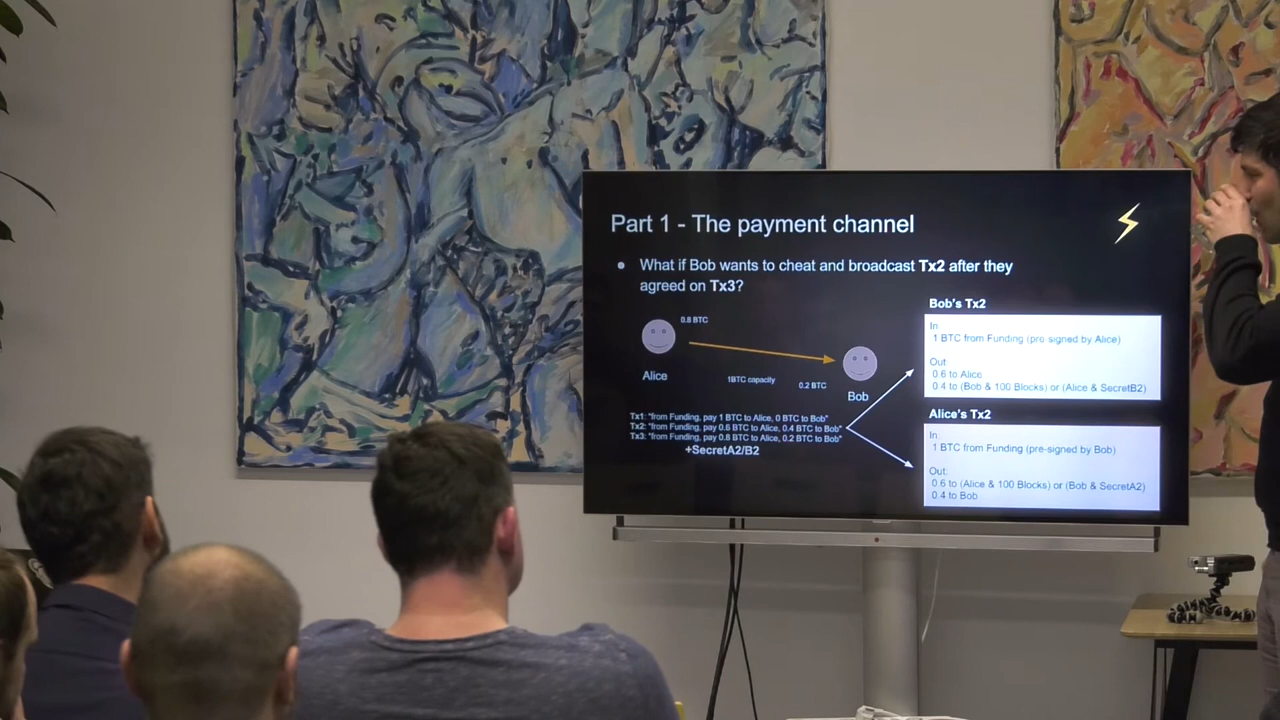 Part 1 - The payment channel
● What if Bob wants to cheat and broadcast Tx2 after they
agreed on Tx3?
0.8 BTC
Alice
1BTC capacity
0.2 BTC
Bob
Tx1: "from Funding, pay 1 BTC to Alice, 0 BTC to Bob"
Tx2: "from Funding, pay 0.6 BTC to Alice, 0.4 BTC to Bob"
Tx3: "from Funding, pay 0.8 BTC to Alice, 0.2 BTC to Bob"
+SecretA2/B2
Bob's Tx2
In:
1 BTC from Funding (pre-signed by Alice)
Out:
0.6 to Alice
0.4 to (Bob & 100 Blocks) or (Alice & SecretB2)
Alice's Tx2
In:
1 BTC from Funding (pre-signed by Bob)
Out:
0.6 to (Alice & 100 Blocks) or (Bob & SecretA2)
0.4 to Bob